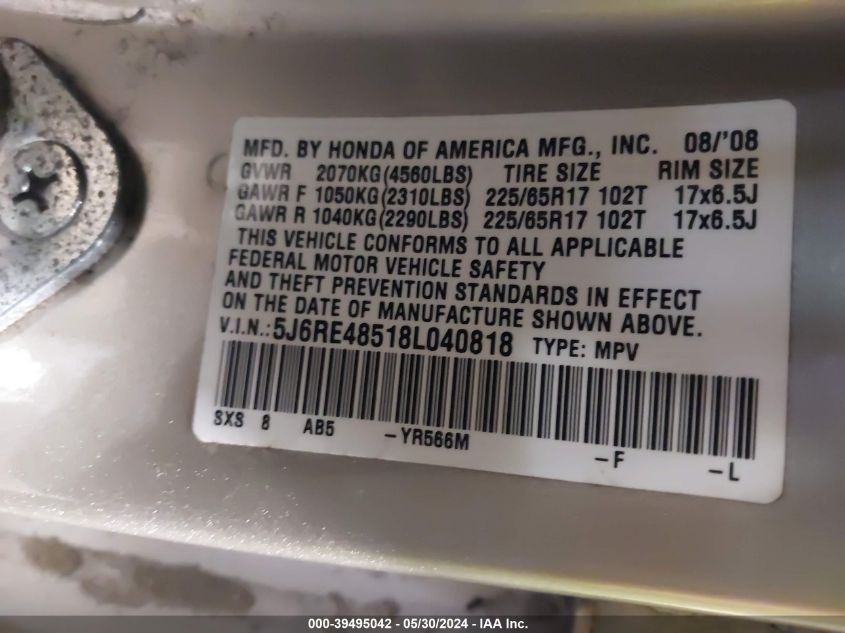 MFD. BY HONDA OF AMERICA MFG., INC. 08/'08
GVWR 2070KG(4560LBS) TIRE SIZE RIM SIZE
GAWR F 1050KG(2310LBS) 225/65R17 102T 17x6.5J
GAWR R 1040KG(2290LBS) 225/65R17 102T 17x6.5J
THIS VEHICLE CONFORMS TO ALL APPLICABLE
FEDERAL MOTOR VEHICLE SAFETY
AND THEFT PREVENTION STANDARDS IN EFFECT
ON THE DATE OF MANUFACTURE SHOWN ABOVE.
V.I.N.: 5J6RE48518L040818 TYPE: MPV
SXS 8 AB5 -YR566M -F -L
000-39495042 - 05/30/2024 - IAA Inc.